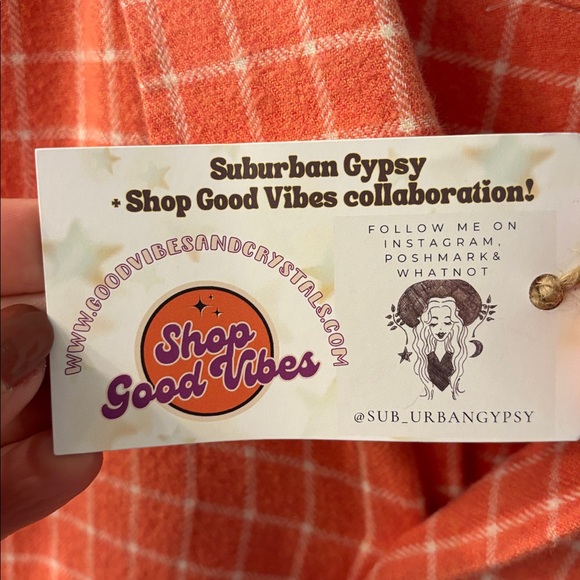 Suburban Gypsy
+ Shop Good Vibes collaboration!
WWW.GOODVIBESANDCRYSTALS.COM
Shop
Good Vibes
FOLLOW ME ON
INSTAGRAM,
POSHMARK&
WHATNOT
@SUB_URBANGYPSY